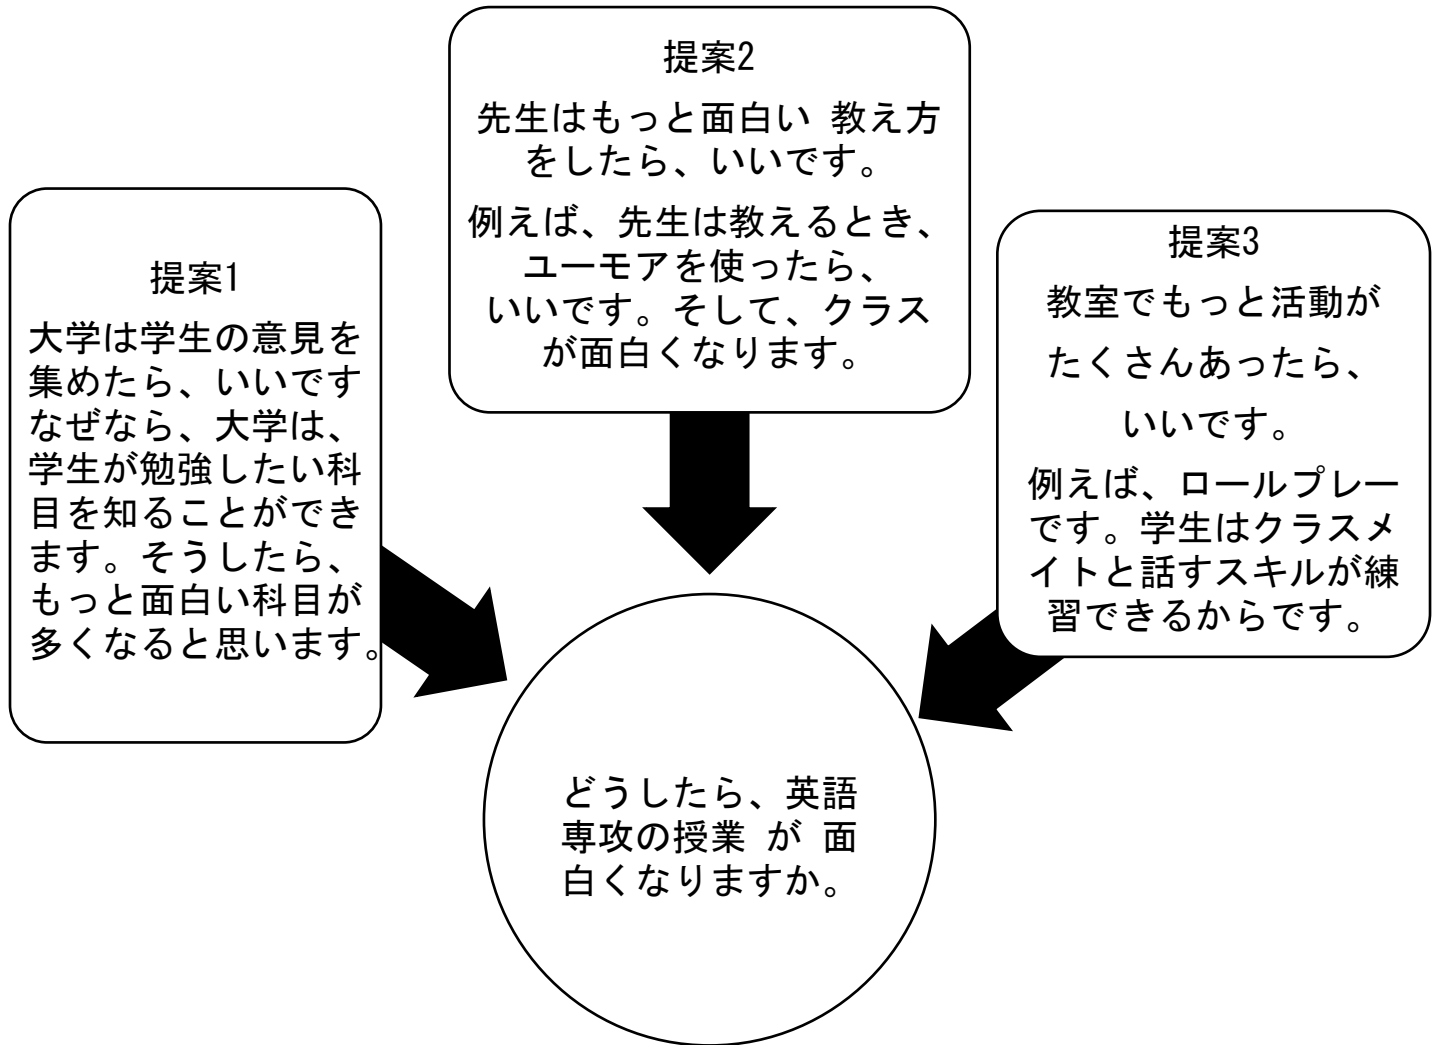 提案1
大学は学生の意見を
集めたら、いいです
なぜなら、大学は、
学生が勉強したい科
目を知ることができ
ます。そうしたら、
もっと面白い科目が
多くなると思います。
提案2
先生はもっと面白い 教え方
をしたら、いいです。
例えば、先生は教えるとき、
ユーモアを使ったら、
いいです。そして、クラス
が面白くなります。
提案3
教室でもっと活動が
たくさんあったら、
いいです。
例えば、ロールプレー
です。学生はクラスメ
イトと話すスキルが練
習できるからです。
どうしたら、英語
専攻の授業 が 面
白くなりますか。